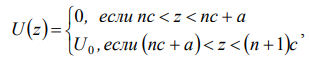 U(z)={0, если nc<z<nc+a
U₀, если (nc+a)<z<(n+1)c,